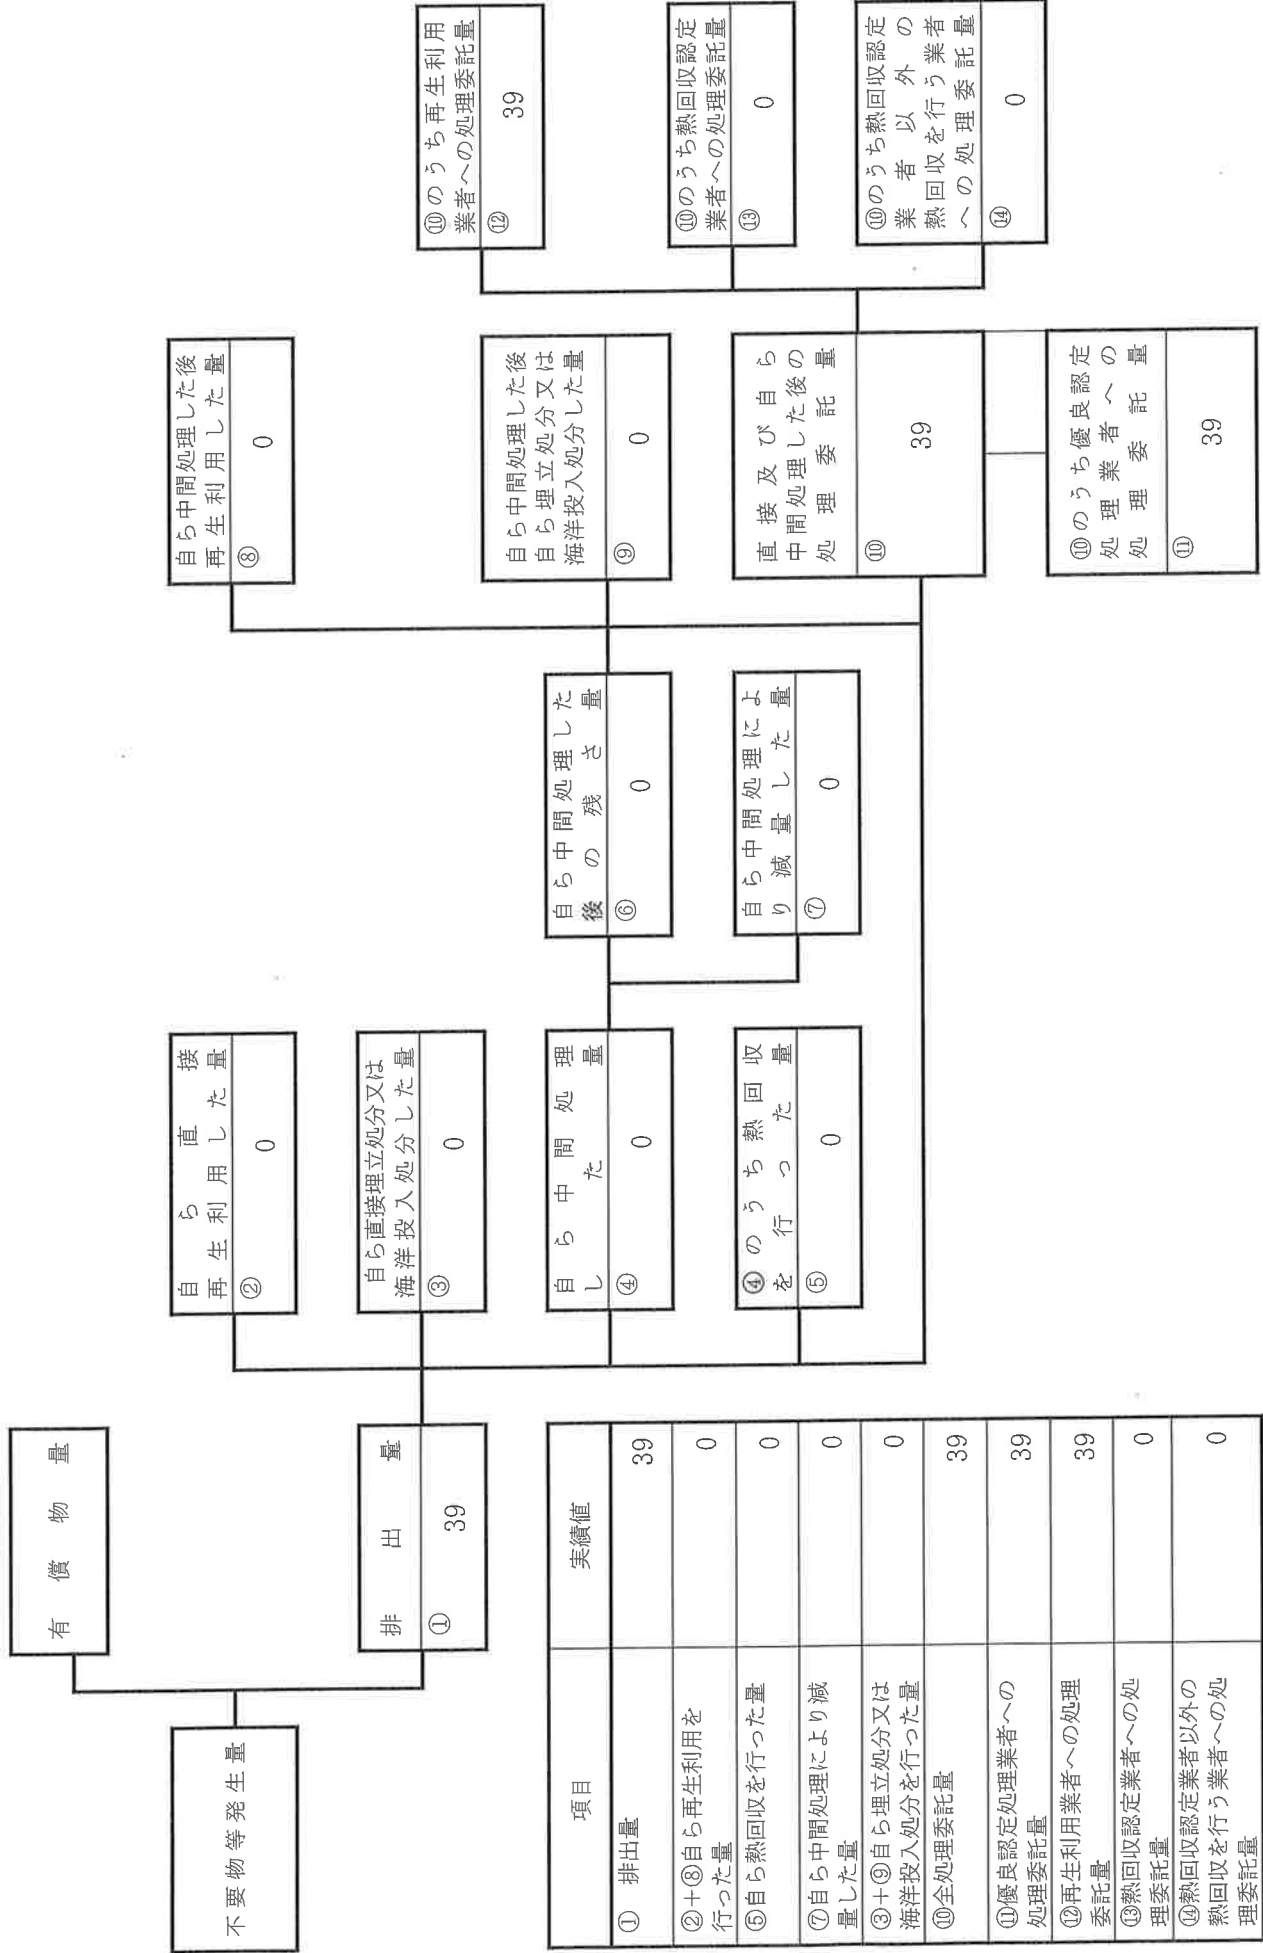 不要物等発生量
有償物量
排出量
① 39
自ら直接
再生利用した量
② 0
自ら直接埋立処分又は
海洋投入処分した量
③ 0
自ら中間処理
した量
④ 0
④のうち熱回収
を行った量
⑤ 0
自ら中間処理した
後の残さ量
⑥ 0
自ら中間処理によ
り減量した量
⑦ 0
自ら中間処理した後
再生利用した量
⑧ 0
自ら中間処理した後
自ら埋立処分又は
海洋投入処分した量
⑨ 0
直接及び自ら
中間処理した後の
処理委託量
⑩ 39
⑩のうち優良認定
処理業者への
処理委託量
⑪ 39
⑩のうち再生利用
業者への処理委託量
⑫ 39
⑩のうち熱回収認定
業者への処理委託量
⑬ 0
⑩のうち熱回収認定
業者以外の
熱回収を行う業者
への処理委託量
⑭ 0
項目 実績値
① 排出量 39
②+⑧自ら再生利用を
行った量 0
⑤自ら熱回収を行った量 0
⑦自ら中間処理により減
量した量 0
③+⑨自ら埋立処分又は
海洋投入処分を行った量 0
⑩全処理委託量 39
⑪優良認定処理業者への
処理委託量 39
⑫再生利用業者への処理
委託量 39
⑬熱回収認定業者への処
理委託量 0
⑭熱回収認定業者以外の
熱回収を行う業者への処
理委託量 0